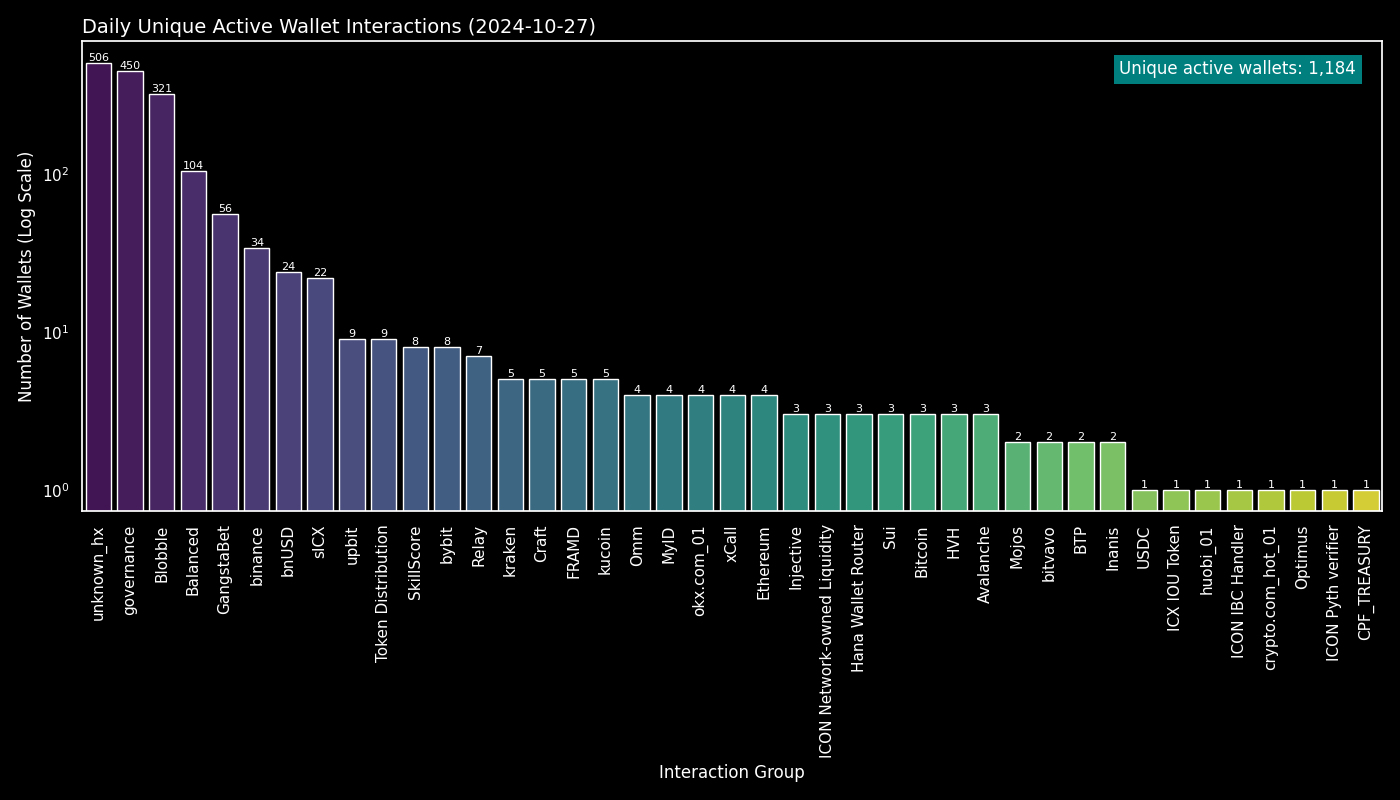 Daily Unique Active Wallet Interactions (2024-10-27)
Unique active wallets: 1,184
Number of Wallets (Log Scale)
10²
10¹
10⁰
506
450
321
104
56
34
24
22
9
9
8
8
7
5
5
5
5
4
4
4
4
4
3
3
3
3
3
3
3
2
2
2
2
1
1
1
1
1
1
1
1
unknown_hx
governance
Blobble
Balanced
GangstaBet
binance
bnUSD
sICX
upbit
Token Distribution
SkillScore
bybit
Relay
kraken
Craft
FRAMD
kucoin
Omm
MyID
okx.com_01
xCall
Ethereum
Injective
ICON Network-owned Liquidity
Hana Wallet Router
Sui
Bitcoin
HVH
Avalanche
Mojos
bitvavo
BTP
Inanis
USDC
ICX IOU Token
huobi_01
ICON IBC Handler
crypto.com_hot_01
Optimus
ICON Pyth verifier
CPF_TREASURY
Interaction Group